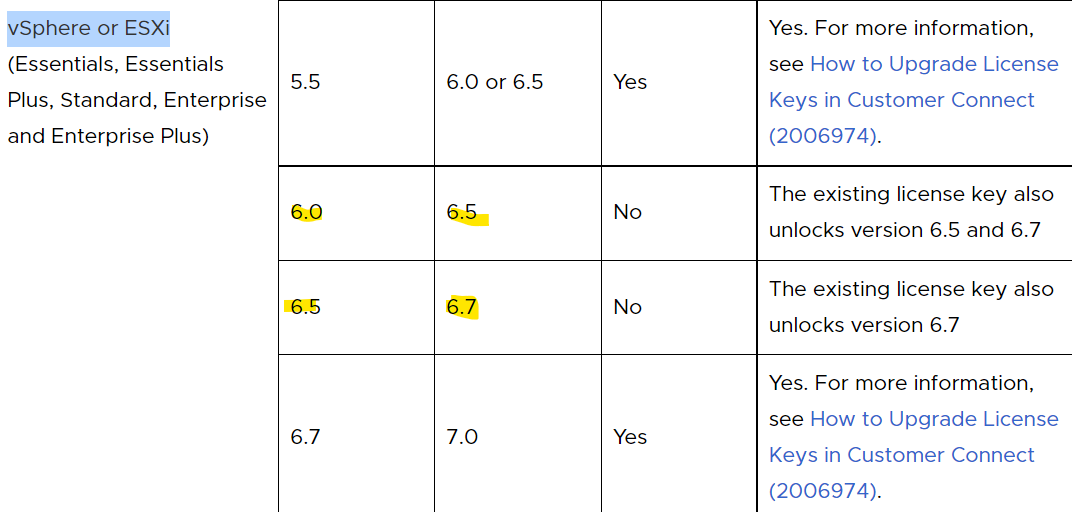 vSphere or ESXi
(Essentials, Essentials
Plus, Standard, Enterprise
and Enterprise Plus)
5.5
6.0 or 6.5
Yes
Yes. For more information,
see How to Upgrade License
Keys in Customer Connect
(2006974).
6.0
6.5
No
The existing license key also
unlocks version 6.5 and 6.7
6.5
6.7
No
The existing license key also
unlocks version 6.7
6.7
7.0
Yes
Yes. For more information,
see How to Upgrade License
Keys in Customer Connect
(2006974).